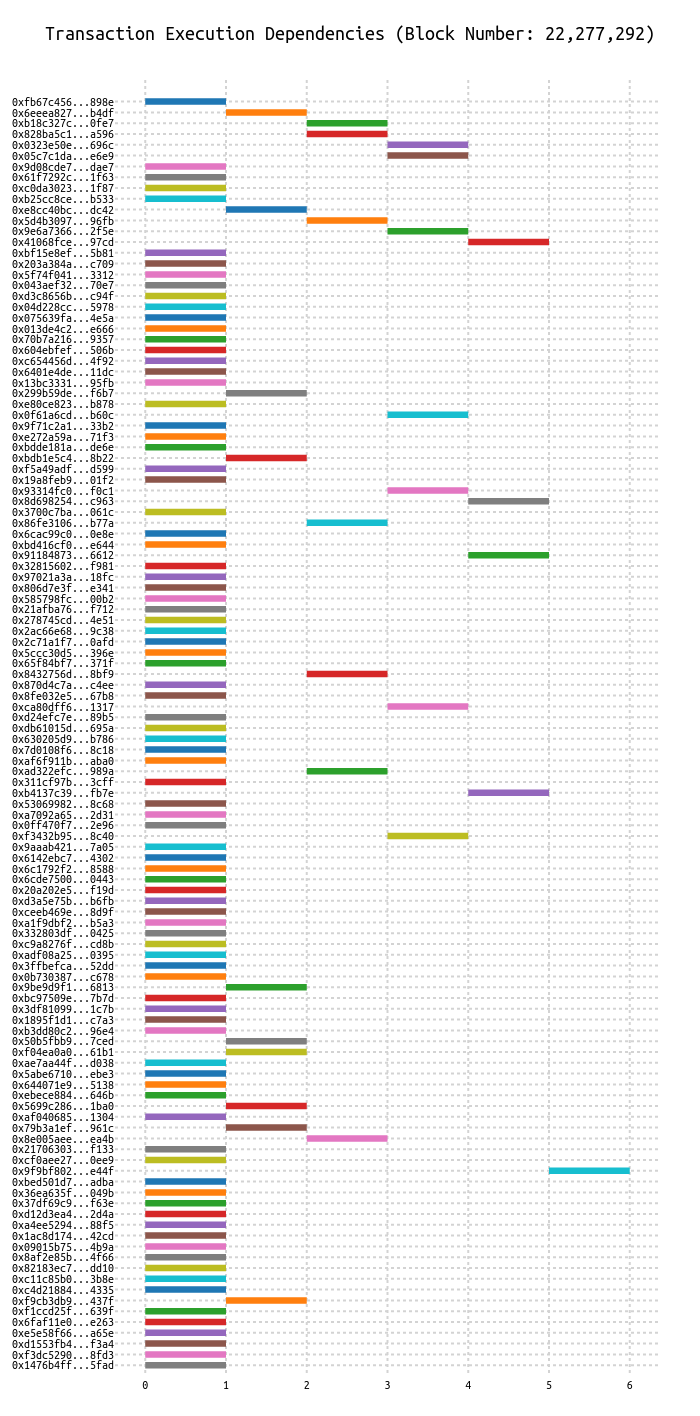 Transaction Execution Dependencies (Block Number: 22,277,292)
0xfb67c456...898e
0x6eeea827...b4df
0xb18c327c...0fe7
0x828ba5c1...a596
0x0323e50e...696c
0x05c7c1da...e6e9
0x9d08cde7...dae7
0x61f7292c...1f63
0xc0da3023...1f87
0xb25cc8ce...b533
0xe8cc40bc...dc42
0x5d4b3097...96fb
0x9e6a7366...2f5e
0x41068fce...97cd
0xbf15e8ef...5b81
0x203a384a...c709
0x5f74f041...3312
0x043aef32...70e7
0xd3c8656b...c94f
0x04d228cc...5978
0x075639fa...4e5a
0x013de4c2...e666
0x70b7a216...9357
0x604ebfef...506b
0xc654456d...4f92
0x6401e4de...11dc
0x13bc3331...95fb
0x299b59de...f6b7
0xe80ce823...b878
0x0f61a6cd...b60c
0x9f71c2a1...33b2
0xe272a59a...71f3
0xbdde181a...de6e
0xbdb1e5c4...8b22
0xf5a49adf...d599
0x19a8feb9...01f2
0x93314fc0...f0c1
0x8d698254...c963
0x3700c7ba...061c
0x86fe3106...b77a
0x6cac99c0...0e8e
0xbd416cf0...e644
0x91184873...6612
0x32815602...f981
0x97021a3a...18fc
0x806d7e3f...e341
0x585798fc...00b2
0x21afba76...f712
0x278745cd...4e51
0x2ac66e68...9c38
0x2c71a1f7...0afd
0x5ccc30d5...396e
0x65f84bf7...371f
0x8432756d...8bf9
0x870d4c7a...c4ee
0x8fe032e5...67b8
0xca80dff6...1317
0xd24efc7e...89b5
0xdb61015d...695a
0x630205d9...b786
0x7d0108f6...8c18
0xaf6f911b...aba0
0xad322efc...989a
0x311cf97b...3cff
0xb4137c39...fb7e
0x53069982...8c68
0xa7092a65...2d31
0x0ff470f7...2e96
0xf3432b95...8c40
0x9aaab421...7a05
0x6142ebc7...4302
0x6c1792f2...8588
0x6cde7500...0443
0x20a202e5...f19d
0xd3a5e75b...b6fb
0xceeb469e...8d9f
0xa1f9dbf2...b5a3
0x332803df...0425
0xc9a8276f...cd8b
0xadf08a25...0395
0x3ffbefca...52dd
0x0b730387...c678
0x9be9d9f1...6813
0xbc97509e...7b7d
0x3df81099...1c7b
0x1895f1d1...c7a3
0xb3dd80c2...96e4
0x50b5fbb9...7ced
0xf04ea0a0...61b1
0xae7aa44f...d038
0x5abe6710...ebe3
0x644071e9...5138
0xebece884...646b
0x5699c286...1ba0
0xaf040685...1304
0x79b3a1ef...961c
0x8e005aee...ea4b
0x21706303...f133
0xcf0aee27...0ee9
0x9f9bf802...e44f
0xbed501d7...adba
0x36ea635f...049b
0x37df69c9...f63e
0xd12d3ea4...2d4a
0xa4ee5294...88f5
0x1ac8d174...42cd
0x09015b75...4b9a
0x8af2e85b...4f66
0x82183ec7...dd10
0xc11c85b0...3b8e
0xc4d21884...4335
0xf9cb3db9...437f
0xf1ccd25f...639f
0x6faf11e0...e263
0xe5e58f66...a65e
0xd1553fb4...f3a4
0xf3dc5290...8fd3
0x1476b4ff...5fad
0 1 2 3 4 5 6